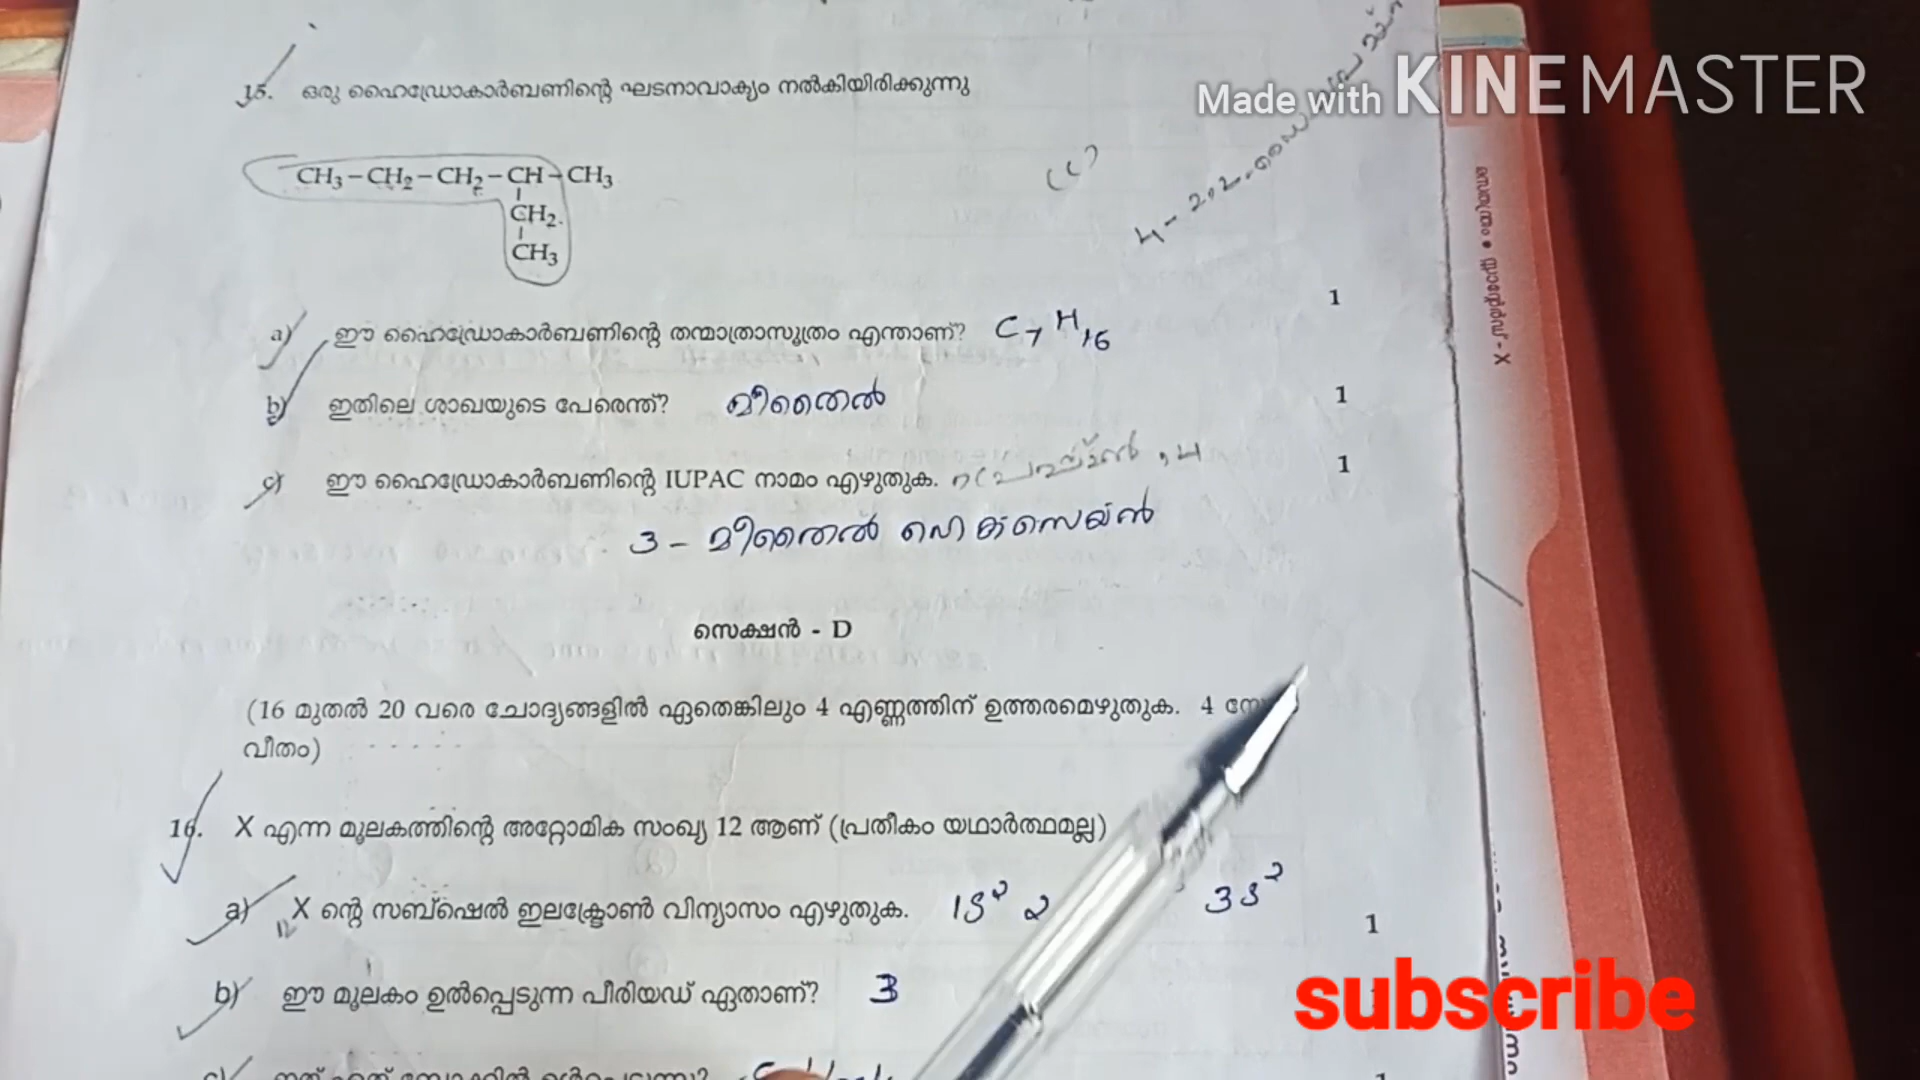 Made with KINEMASTER
15. ഒരു ഹൈഡ്രോകാർബണിന്റെ ഘടനാവാക്യം നൽകിയിരിക്കുന്നു
CH₃ – CH₂ – CH₂ – CH – CH₃
CH₂
CH₃
1
a) ഈ ഹൈഡ്രോകാർബണിന്റെ തന്മാത്രാസൂത്രം എന്താണ്? C₇H₁₆
b) ഇതിലെ ശാഖയുടെ പേരെന്ത്? മീതൈൽ 1
c) ഈ ഹൈഡ്രോകാർബണിന്റെ IUPAC നാമം എഴുതുക. 1
3 – മീതൈൽ ഹെക്സെയ്ൻ
സെക്ഷൻ - D
(16 മുതൽ 20 വരെ ചോദ്യങ്ങളിൽ ഏതെങ്കിലും 4 എണ്ണത്തിന് ഉത്തരമെഴുതുക. 4
വീതം)
16. X എന്ന മൂലകത്തിന്റെ അറ്റോമിക സംഖ്യ 12 ആണ് (പ്രതീകം യഥാർത്ഥമല്ല)
a) ₁₂X ന്റെ സബ്ഷെൽ ഇലക്ട്രോൺ വിന്യാസം എഴുതുക. 1S² 2 3S² 1
b) ഈ മൂലകം ഉൽപ്പെടുന്ന പീരിയഡ് ഏതാണ്? 3
subscribe